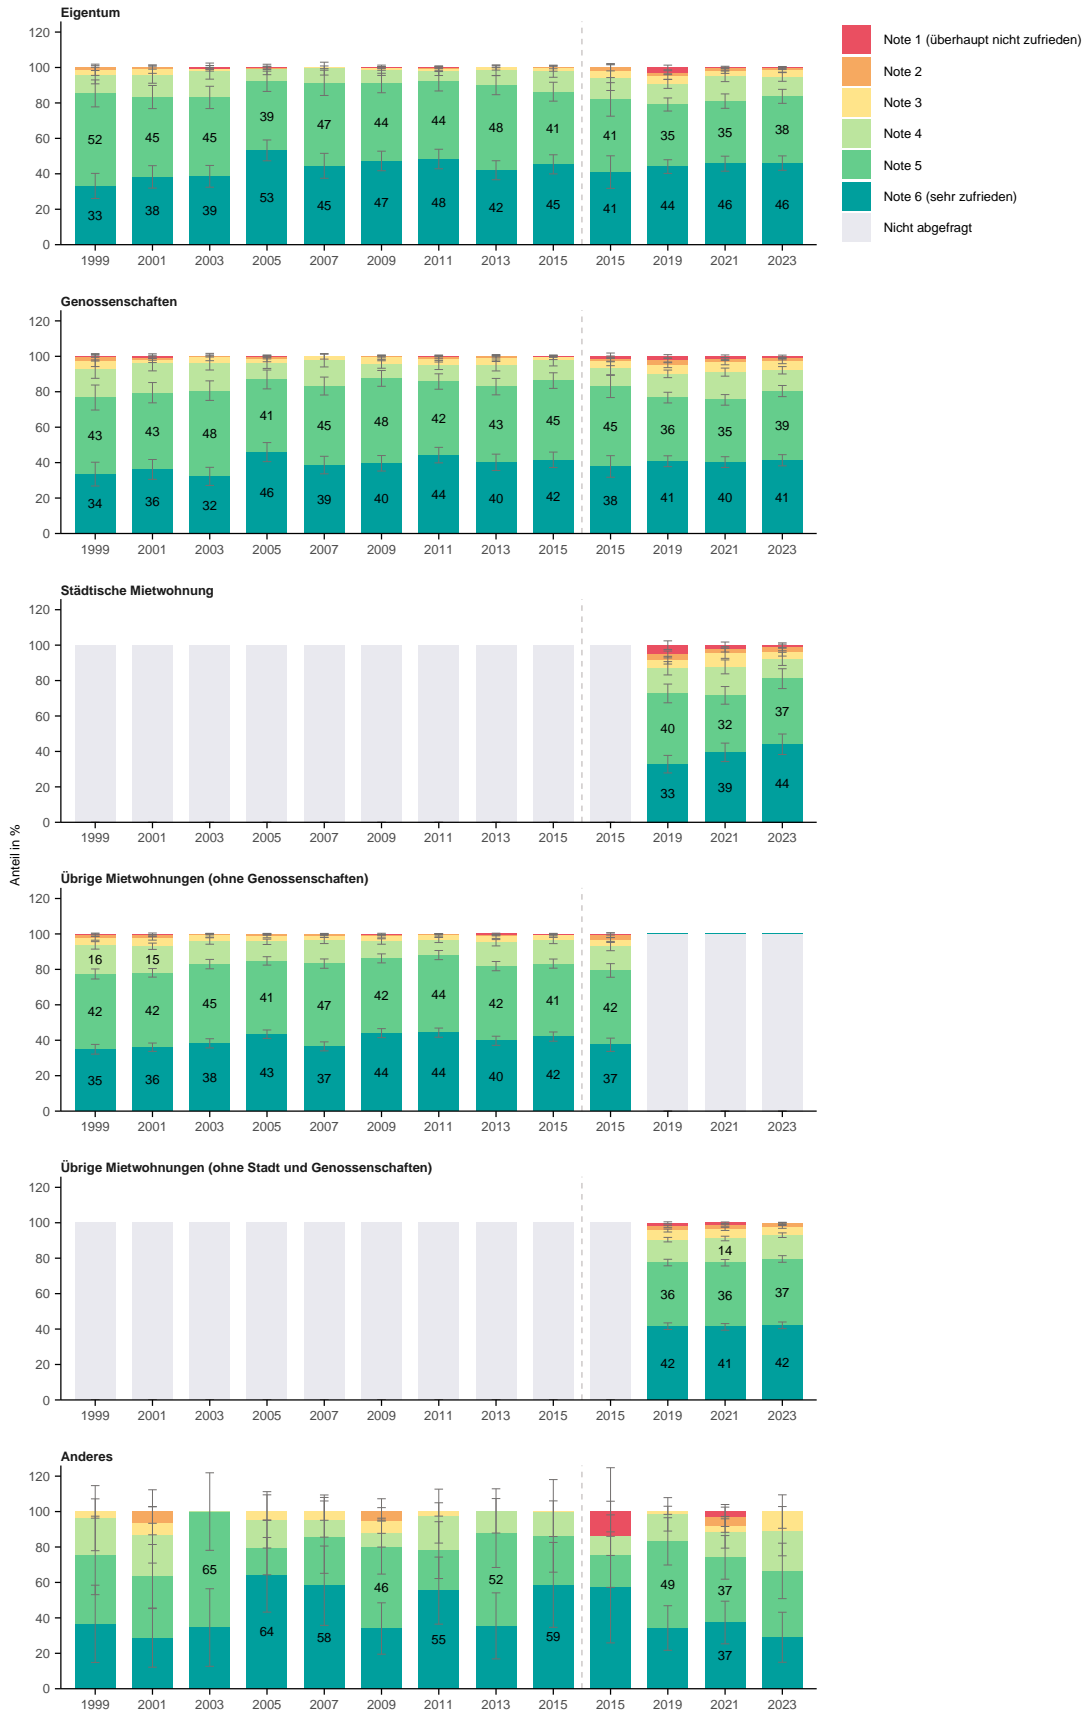 Eigentum
120
100
80
60
40
20
0
52 45 45 39 47 44 44 48 41 41 35 35 38
33 38 39 53 45 47 48 42 45 41 44 46 46
1999 2001 2003 2005 2007 2009 2011 2013 2015 2015 2019 2021 2023
Note 1 (überhaupt nicht zufrieden)
Note 2
Note 3
Note 4
Note 5
Note 6 (sehr zufrieden)
Nicht abgefragt
Genossenschaften
120
100
80
60
40
20
0
43 43 48 41 45 48 42 43 45 45 36 35 39
34 36 32 46 39 40 44 40 42 38 41 40 41
1999 2001 2003 2005 2007 2009 2011 2013 2015 2015 2019 2021 2023
Städtische Mietwohnung
120
100
80
60
40
20
0
40 32 37
33 39 44
1999 2001 2003 2005 2007 2009 2011 2013 2015 2015 2019 2021 2023
Anteil in %
Übrige Mietwohnungen (ohne Genossenschaften)
120
100
80
60
40
20
0
16 15
42 42 45 41 47 42 44 42 41 42
35 36 38 43 37 44 44 40 42 37
1999 2001 2003 2005 2007 2009 2011 2013 2015 2015 2019 2021 2023
Übrige Mietwohnungen (ohne Stadt und Genossenschaften)
120
100
80
60
40
20
0
14
36 36 37
42 41 42
1999 2001 2003 2005 2007 2009 2011 2013 2015 2015 2019 2021 2023
Anderes
120
100
80
60
40
20
0
65 46 52 49 37
64 58 55 59 37
1999 2001 2003 2005 2007 2009 2011 2013 2015 2015 2019 2021 2023